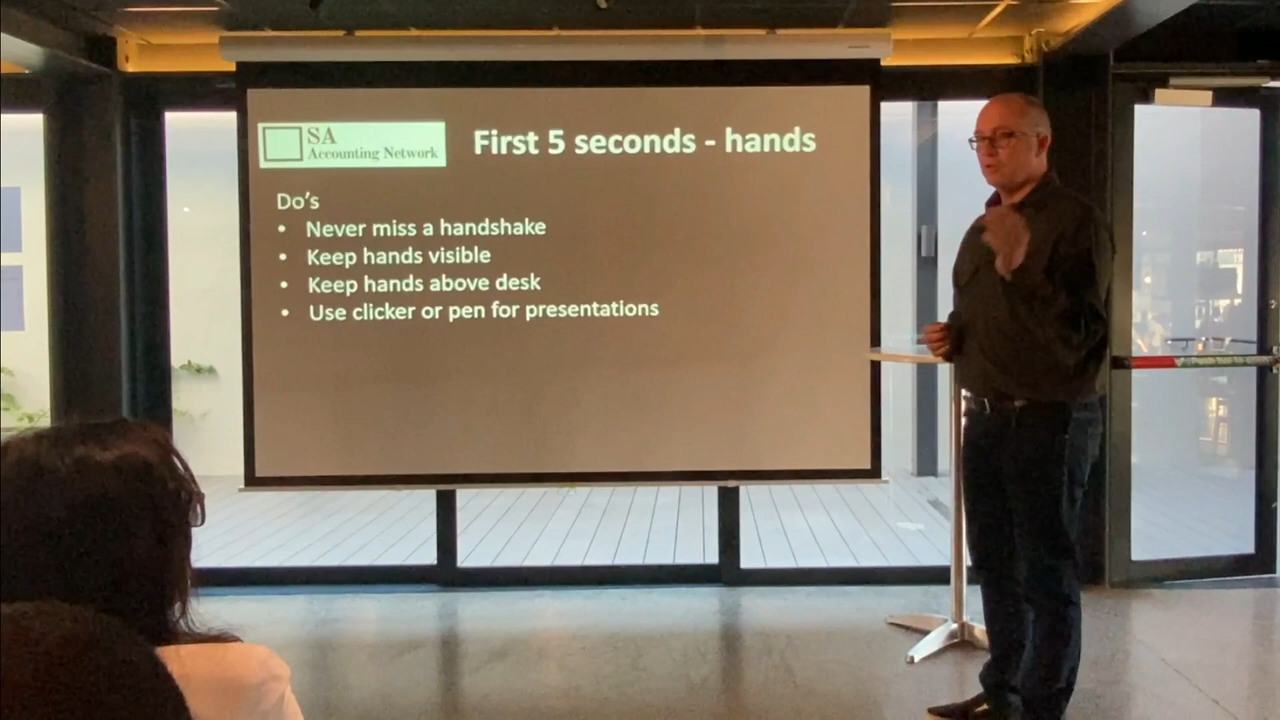 SA
Accounting Network
First 5 seconds - hands
Do's
• Never miss a handshake
• Keep hands visible
• Keep hands above desk
• Use clicker or pen for presentations